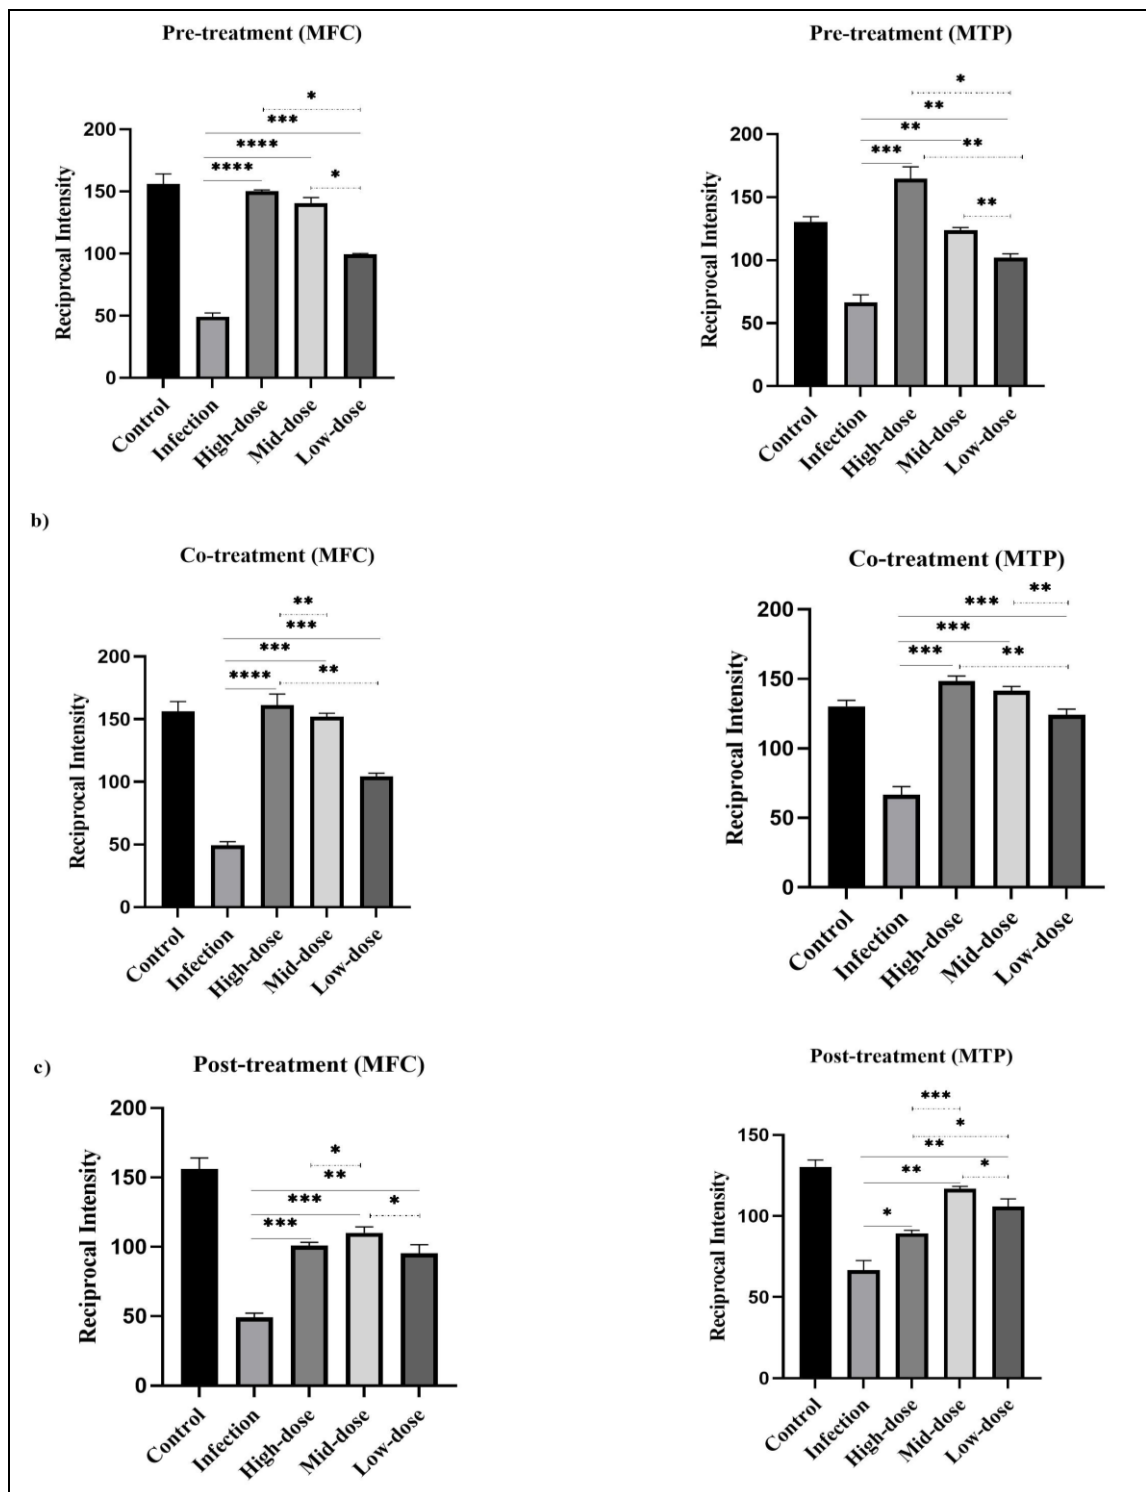 Pre-treatment (MFC)
*
***
****
****
*
200
150
100
50
0
Reciprocal Intensity
Control
Infection
High-dose
Mid-dose
Low-dose
Pre-treatment (MTP)
*
**
**
***
**
**
200
150
100
50
0
Reciprocal Intensity
Control
Infection
High-dose
Mid-dose
Low-dose
b)
Co-treatment (MFC)
**
***
***
****
**
200
150
100
50
0
Reciprocal Intensity
Control
Infection
High-dose
Mid-dose
Low-dose
Co-treatment (MTP)
**
***
***
***
**
200
150
100
50
0
Reciprocal Intensity
Control
Infection
High-dose
Mid-dose
Low-dose
c)
Post-treatment (MFC)
*
**
***
***
*
200
150
100
50
0
Reciprocal Intensity
Control
Infection
High-dose
Mid-dose
Low-dose
Post-treatment (MTP)
***
*
**
**
*
*
150
100
50
0
Reciprocal Intensity
Control
Infection
High-dose
Mid-dose
Low-dose